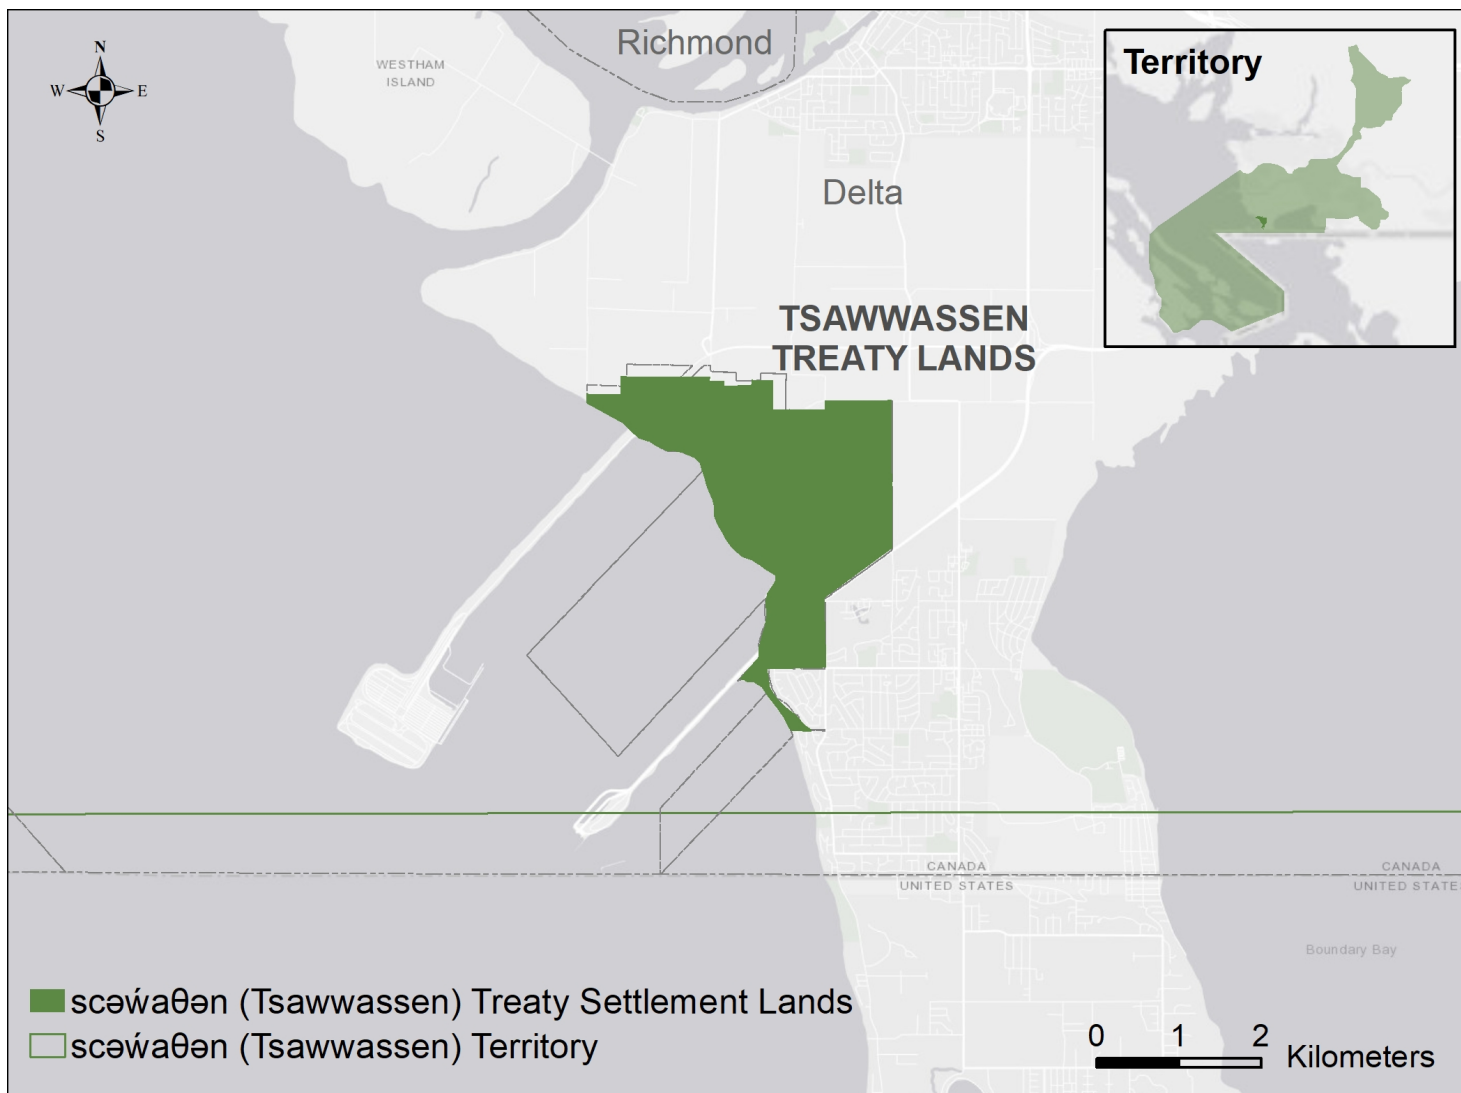 Richmond
WESTHAM
ISLAND
N
W
E
S
Territory
Delta
TSAWWASSEN
TREATY LANDS
CANADA
UNITED STATES
CANADA
UNITED STATES
Boundary Bay
scəw̓aθən (Tsawwassen) Treaty Settlement Lands
scəw̓aθən (Tsawwassen) Territory
0 1 2
Kilometers